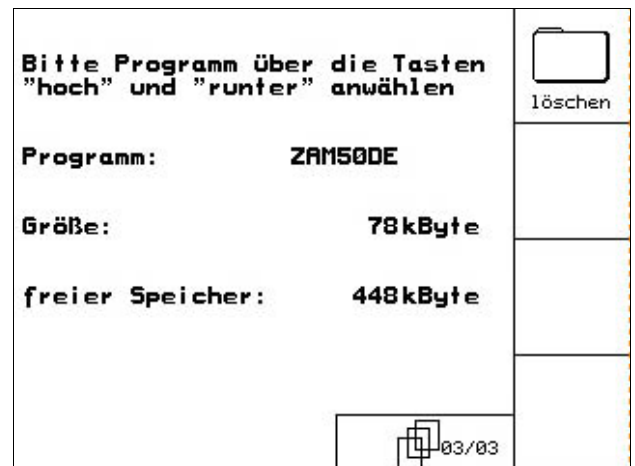 Bitte Programm über die Tasten
”hoch” und ”runter” anwählen
löschen
Programm: ZAM50DE
Größe: 78kByte
freier Speicher: 448kByte
03/03